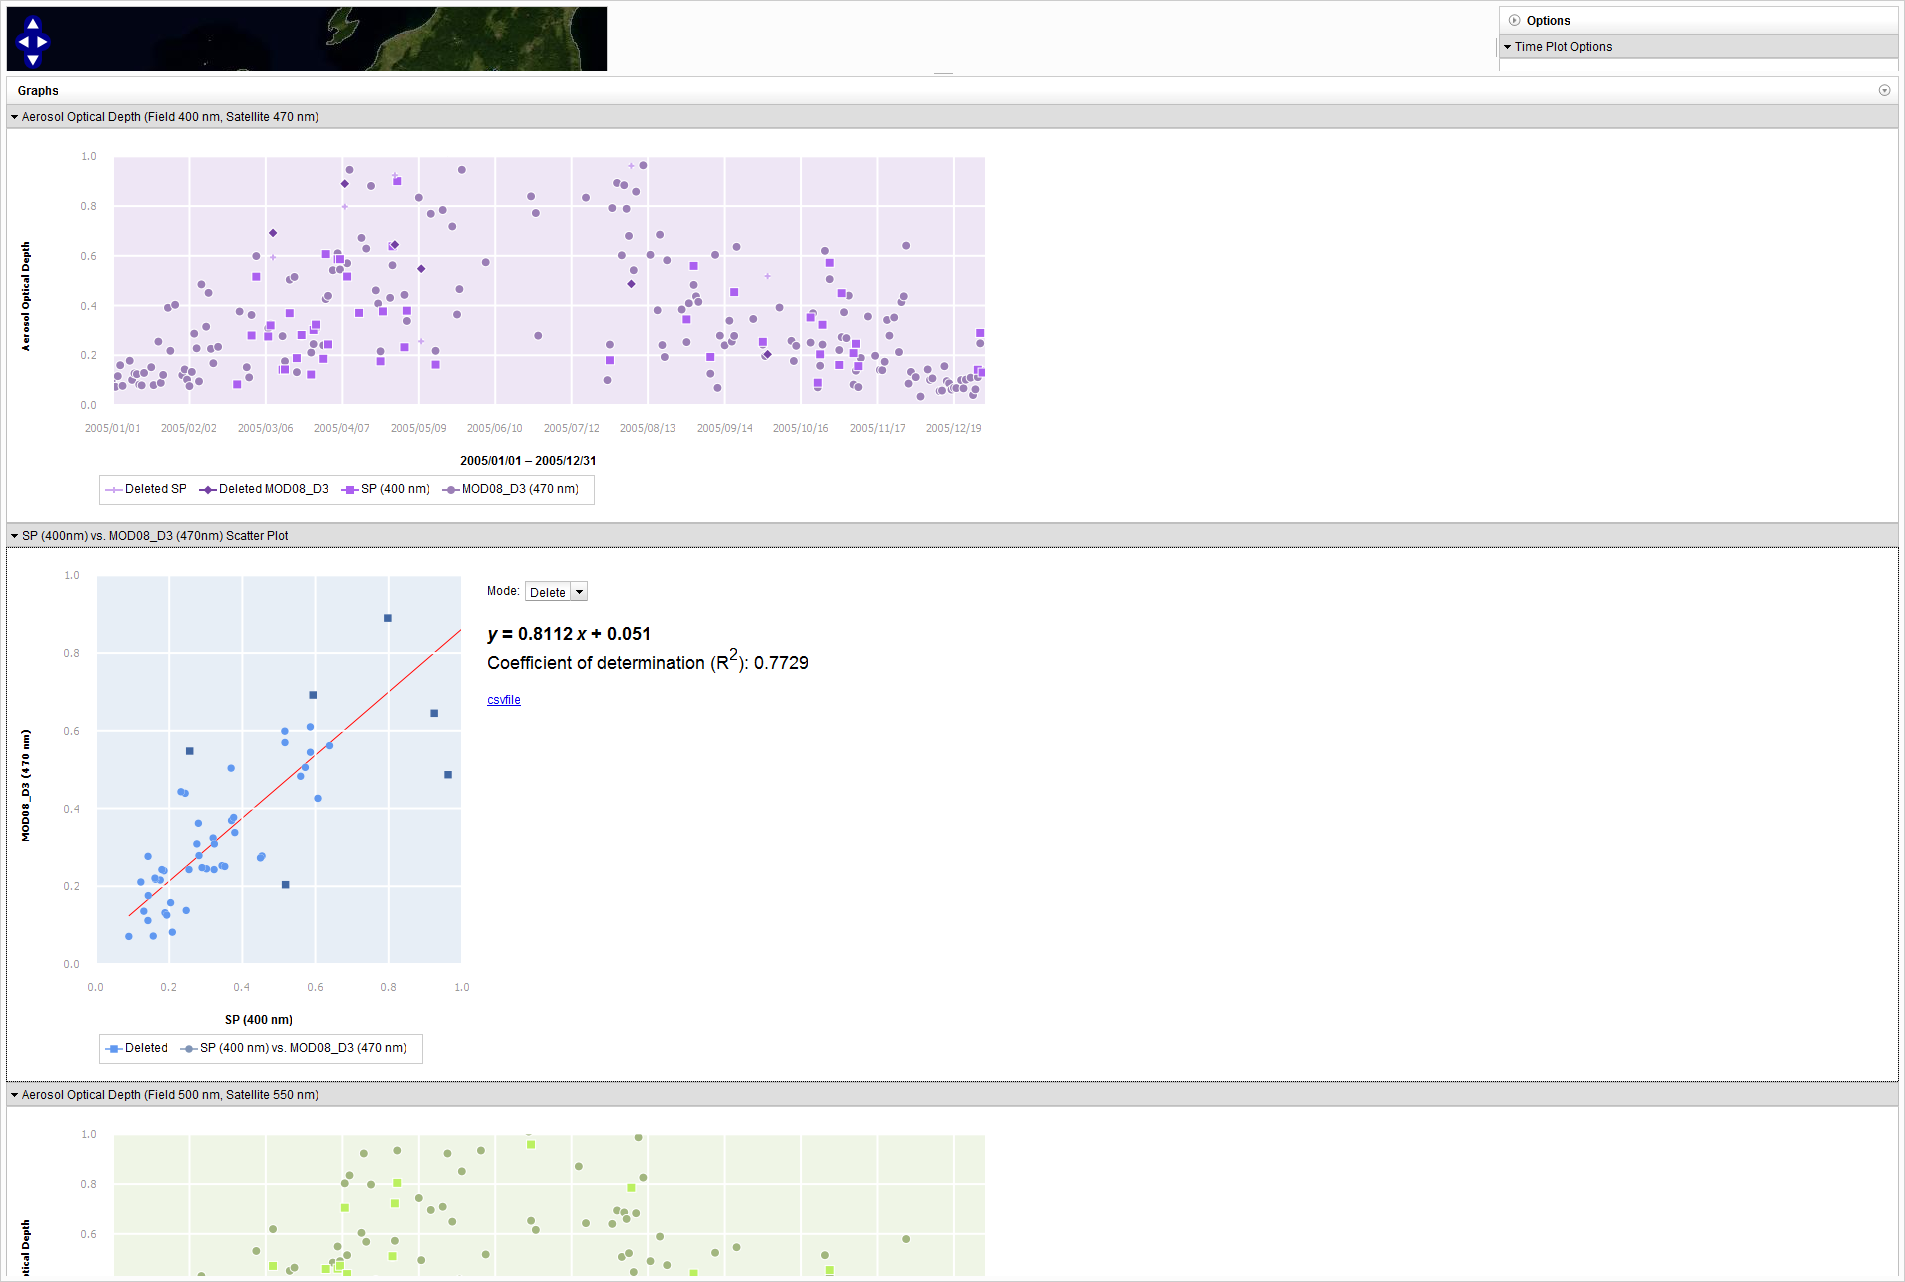 Options
Time Plot Options
Graphs
Aerosol Optical Depth (Field 400 nm, Satellite 470 nm)
1.0
0.8
0.6
0.4
0.2
0.0
Aerosol Optical Depth
2005/01/01 2005/02/02 2005/03/06 2005/04/07 2005/05/09 2005/06/10 2005/07/12 2005/08/13 2005/09/14 2005/10/16 2005/11/17 2005/12/19
2005/01/01 – 2005/12/31
Deleted SP Deleted MOD08_D3 SP (400 nm) MOD08_D3 (470 nm)
SP (400nm) vs. MOD08_D3 (470nm) Scatter Plot
1.0
0.8
0.6
0.4
0.2
0.0
MOD08_D3 (470 nm)
0.0 0.2 0.4 0.6 0.8 1.0
SP (400 nm)
Deleted SP (400 nm) vs. MOD08_D3 (470 nm)
Mode: Delete
y = 0.8112 x + 0.051
Coefficient of determination (R2): 0.7729
csvfile
Aerosol Optical Depth (Field 500 nm, Satellite 550 nm)
1.0
0.8
0.6
Depth